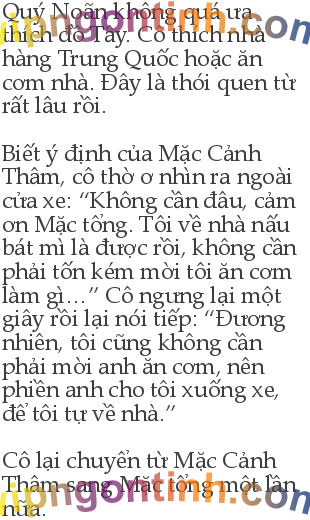 Quý Noãn không quá ưa
thích đồ Tây. Cô thích nhà
hàng Trung Quốc hoặc ăn
cơm nhà. Đây là thói quen từ
rất lâu rồi.
Biết ý định của Mặc Cảnh
Thâm, cô thờ ơ nhìn ra ngoài
cửa xe: “Không cần đâu, cảm
ơn Mặc tổng. Tôi về nhà nấu
bát mì là được rồi, không cần
phải tốn kém mời tôi ăn cơm
làm gì...” Cô ngưng lại một
giây rồi lại nói tiếp: “Đương
nhiên, tôi cũng không cần
phải mời anh ăn cơm, nên
phiền anh cho tôi xuống xe,
để tôi tự về nhà.”
Cô lại chuyển từ Mặc Cảnh
Thâm sang Mặc tổng một lần
nữa.